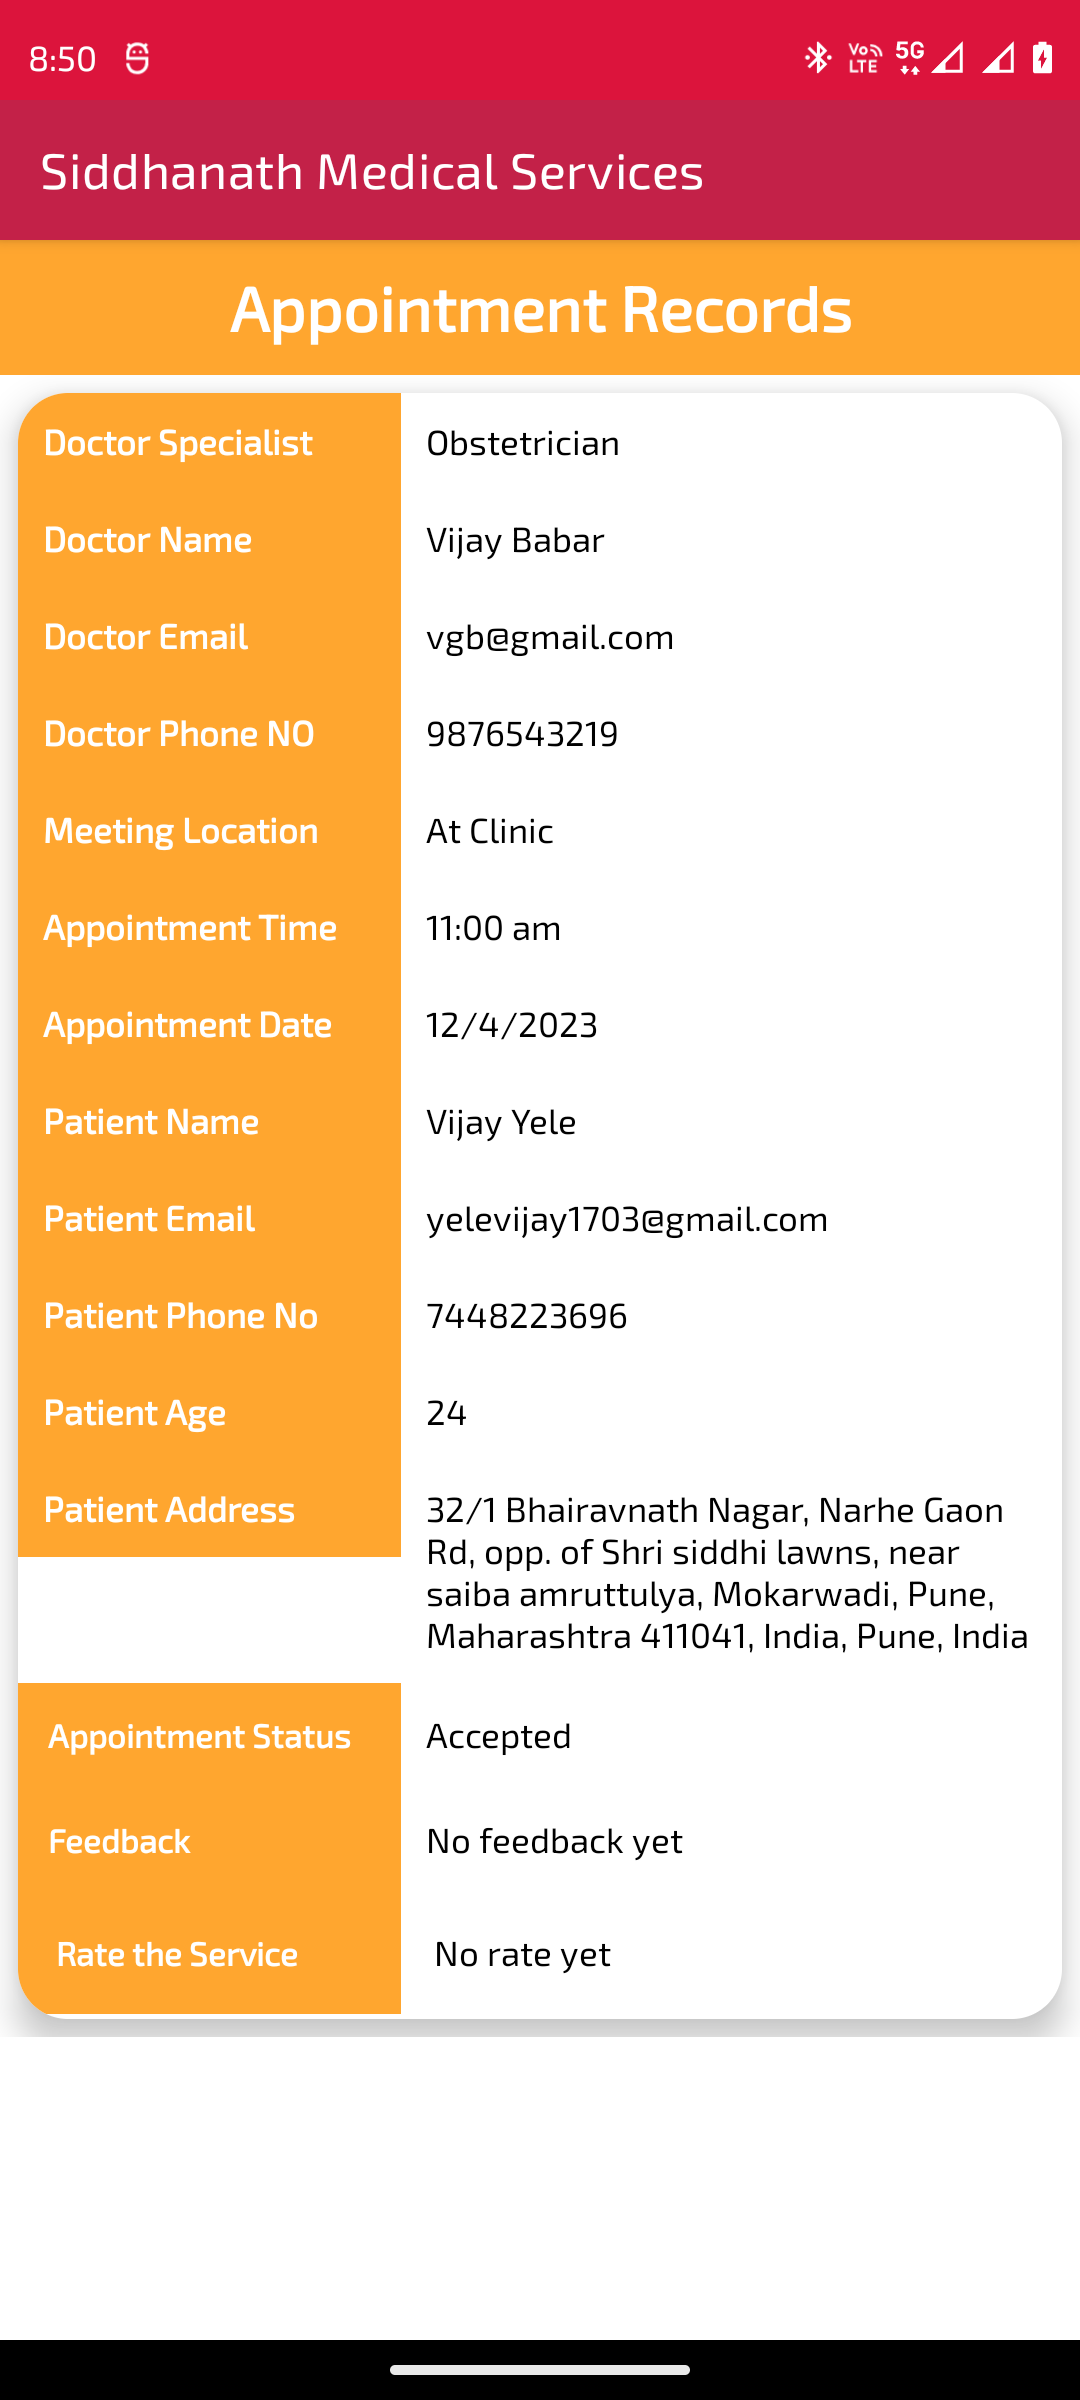 8:50
Vo LTE 5G
Siddhanath Medical Services
Appointment Records
Doctor Specialist Obstetrician
Doctor Name Vijay Babar
Doctor Email vgb@gmail.com
Doctor Phone NO 9876543219
Meeting Location At Clinic
Appointment Time 11:00 am
Appointment Date 12/4/2023
Patient Name Vijay Yele
Patient Email yelevijay1703@gmail.com
Patient Phone No 7448223696
Patient Age 24
Patient Address 32/1 Bhairavnath Nagar, Narhe Gaon
Rd, opp. of Shri siddhi lawns, near
saiba amruttulya, Mokarwadi, Pune,
Maharashtra 411041, India, Pune, India
Appointment Status Accepted
Feedback No feedback yet
Rate the Service No rate yet